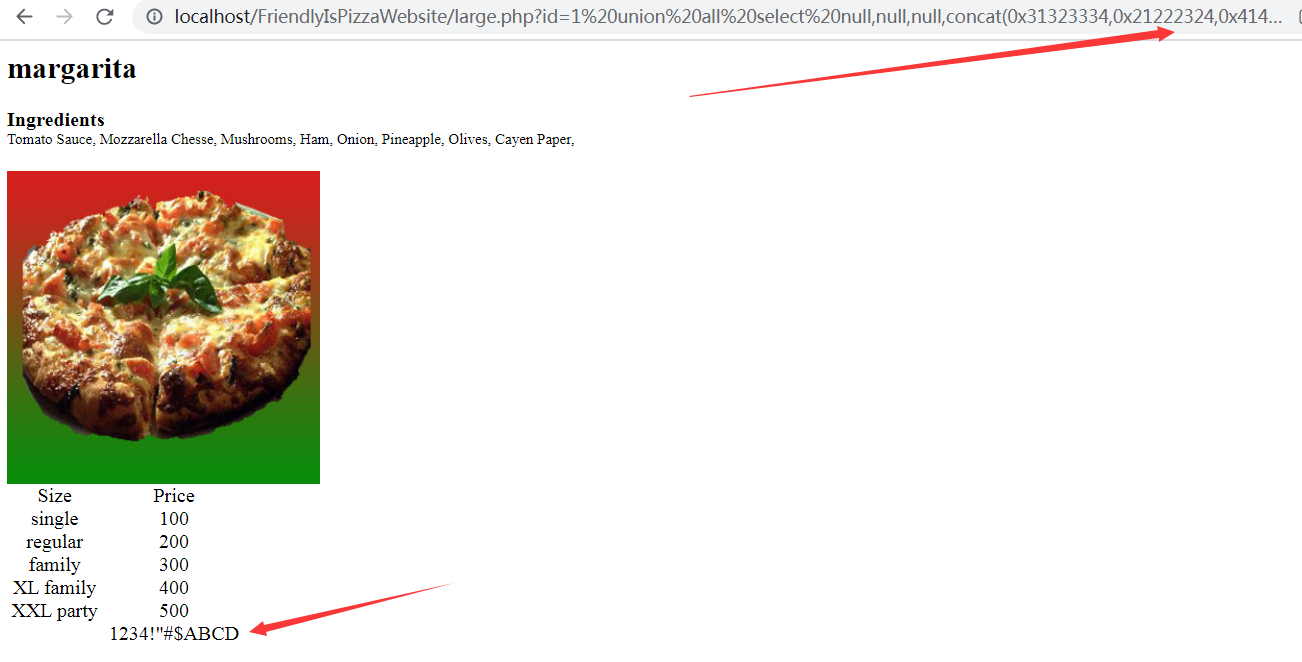 localhost/FriendlyIsPizzaWebsite/large.php?id=1%20union%20all%20select%20null,null,null,concat(0x31323334,0x21222324,0x414...
margarita
Ingredients
Tomato Sauce, Mozzarella Chesse, Mushrooms, Ham, Onion, Pineapple, Olives, Cayen Paper,
Size Price
single 100
regular 200
family 300
XL family 400
XXL party 500
1234!"#$ABCD